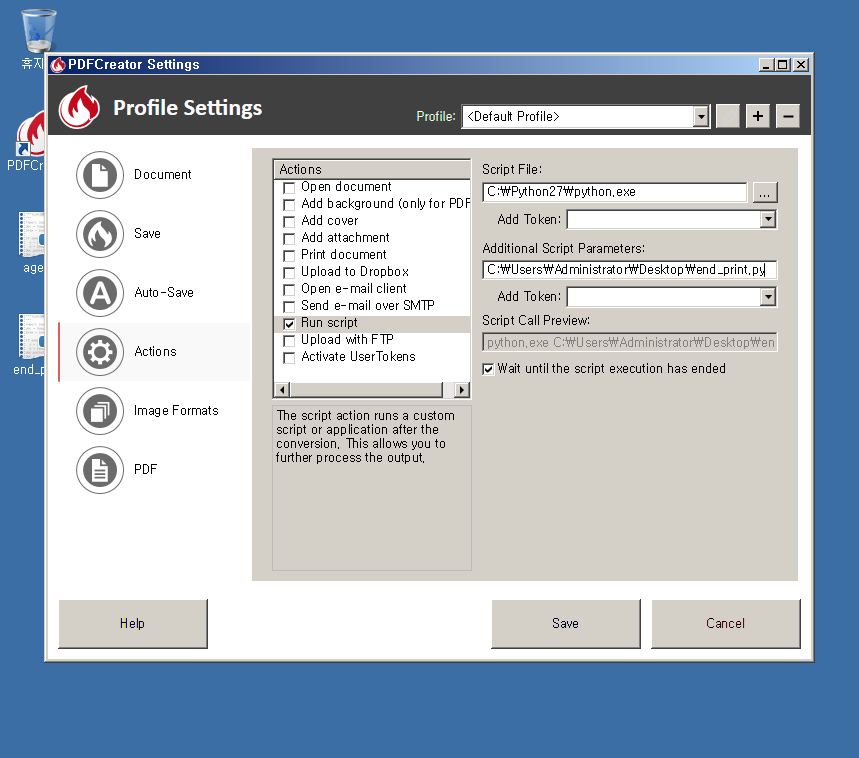 휴지
PDFCreator Settings
Profile Settings
Profile: <Default Profile>
+ −
PDFCr
age
end_p
Document
Save
Auto-Save
Actions
Image Formats
PDF
Actions
Open document
Add background (only for PDF
Add cover
Add attachment
Print document
Upload to Dropbox
Open e-mail client
Send e-mail over SMTP
Run script
Upload with FTP
Activate UserTokens
The script action runs a custom
script or application after the
conversion. This allows you to
further process the output.
Script File:
C:₩Python27₩python.exe
...
Add Token:
Additional Script Parameters:
C:₩Users₩Administrator₩Desktop₩end_print.py
Add Token:
Script Call Preview:
python.exe C:₩Users₩Administrator₩Desktop₩en
Wait until the script execution has ended
Help
Save
Cancel